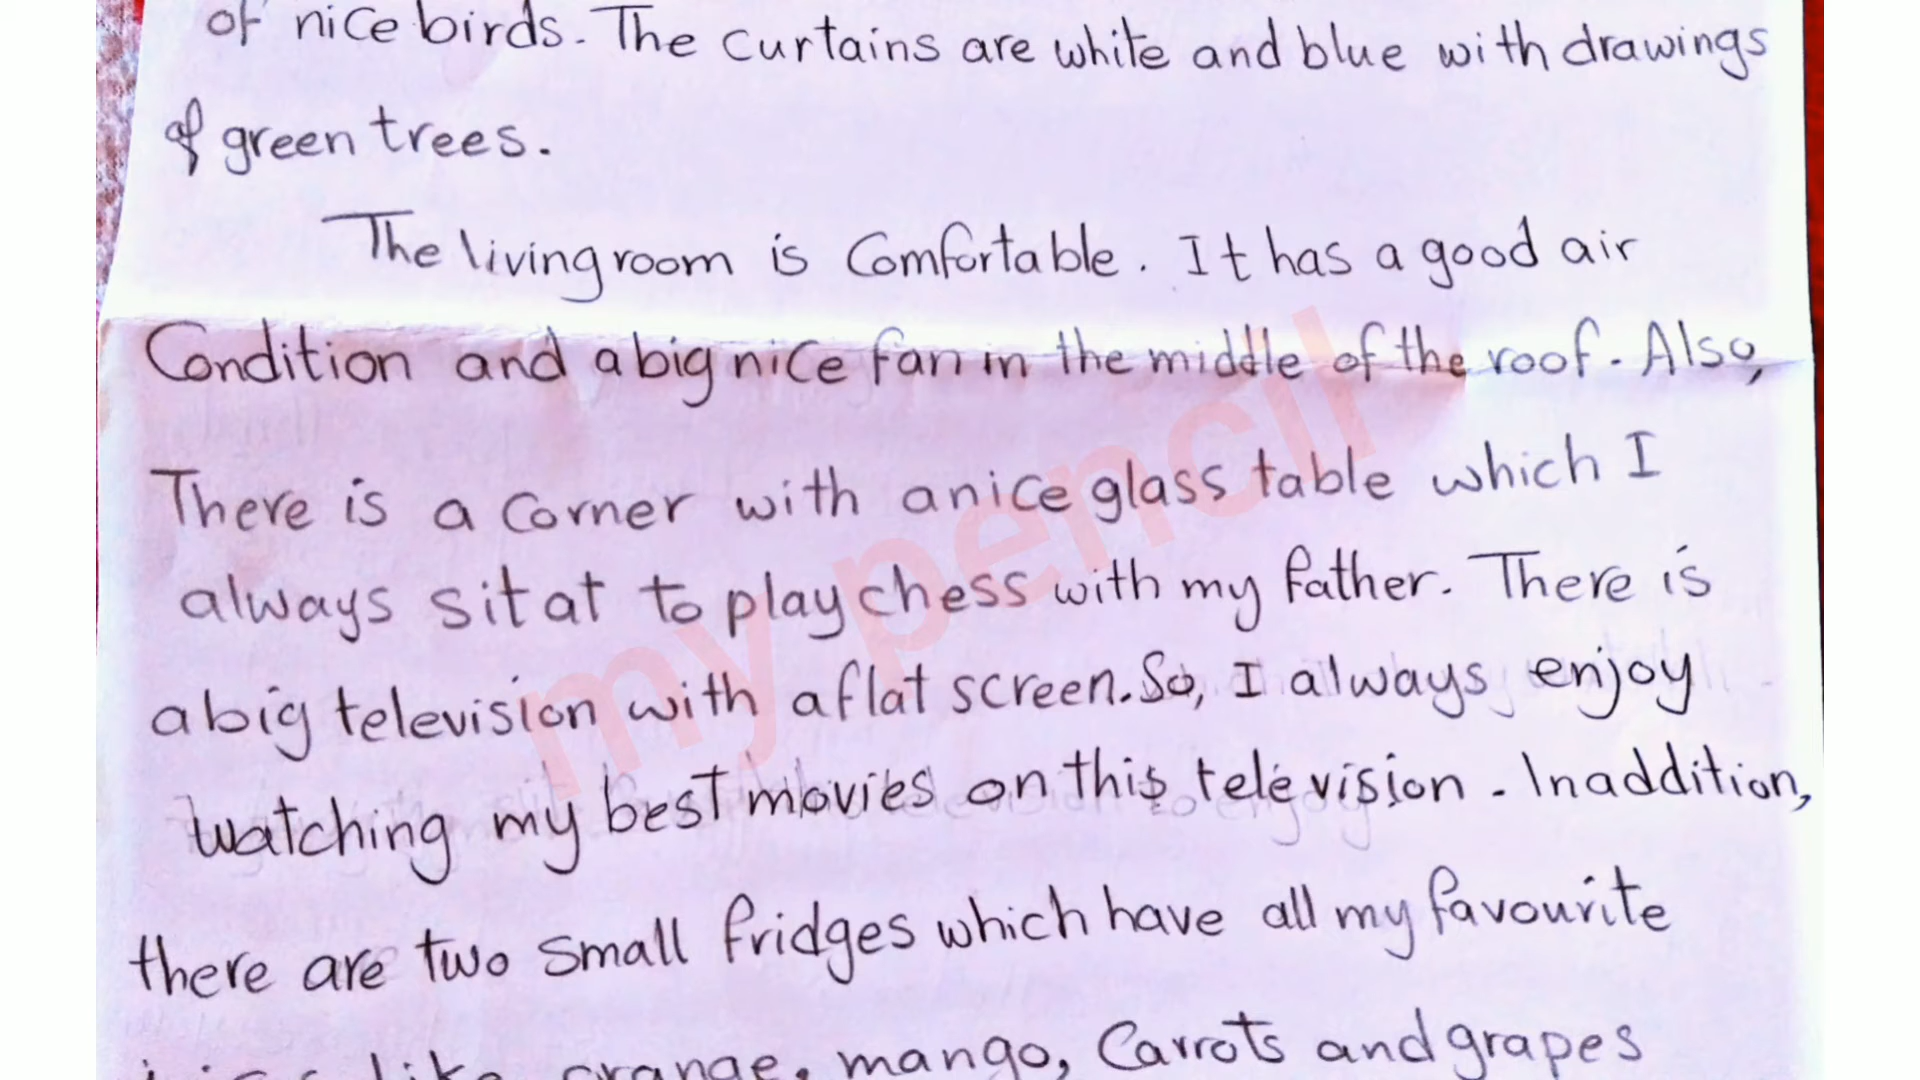 of nice birds. The curtains are white and blue with drawings
of green trees.
The living room is Comfortable. It has a good air
Condition and a big nice fan in the middle of the roof. Also,
There is a Corner with a nice glass table which I
always sit at to play chess with my father. There is
a big television with a flat screen. So, I always enjoy
watching my best movies on this television. In addition,
there are two small fridges which have all my favourite
like orange, mango, Carrots and grapes
my pencil